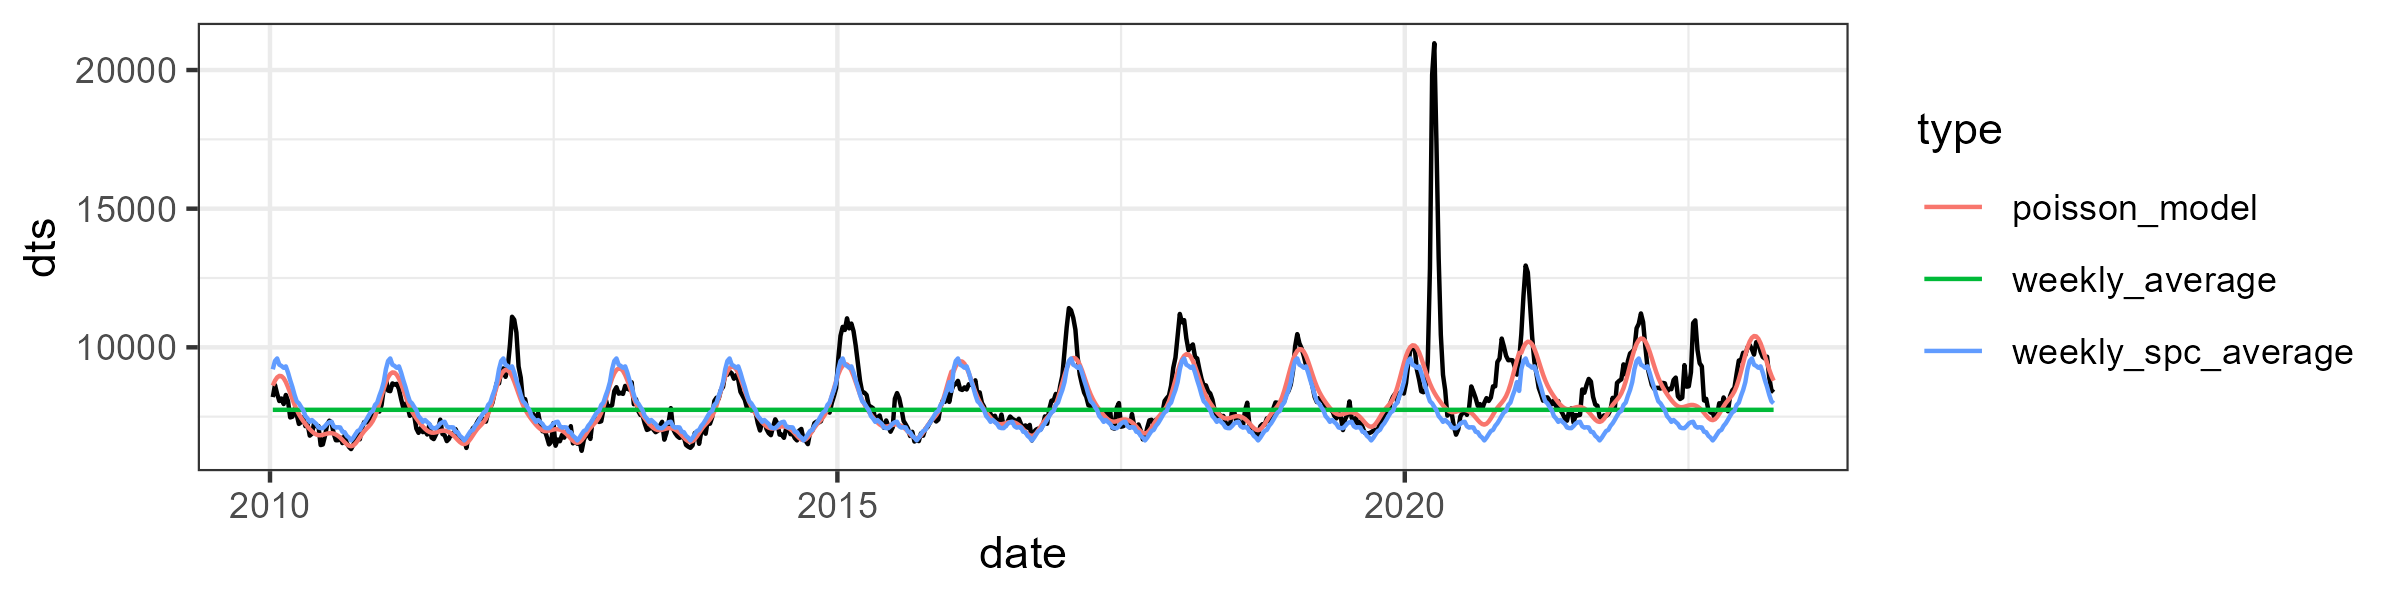 20000
15000
10000
dts
2010
2015
2020
date
type
poisson_model
weekly_average
weekly_spc_average